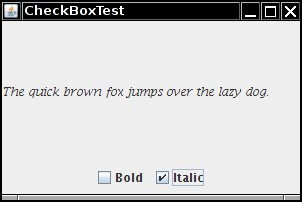 CheckBoxTest
The quick brown fox jumps over the lazy dog.
Bold Italic